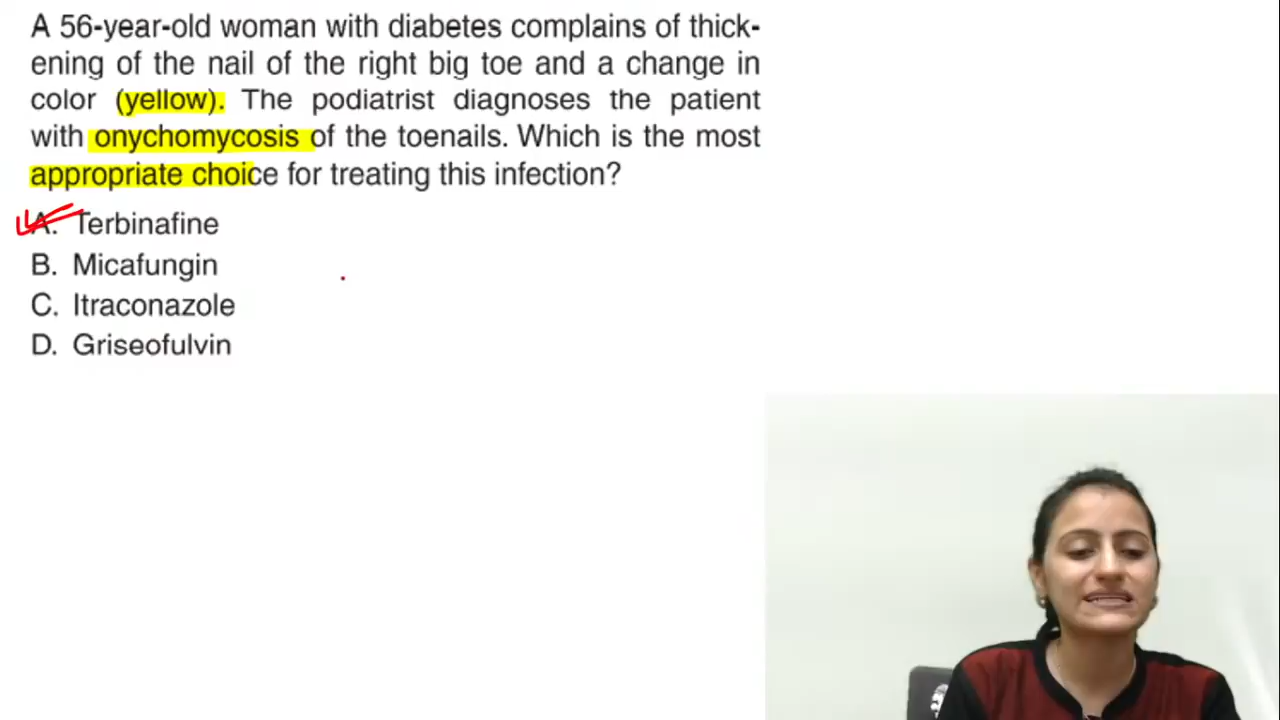 A 56-year-old woman with diabetes complains of thick-
ening of the nail of the right big toe and a change in
color (yellow). The podiatrist diagnoses the patient
with onychomycosis of the toenails. Which is the most
appropriate choice for treating this infection?
A. Terbinafine
B. Micafungin
C. Itraconazole
D. Griseofulvin